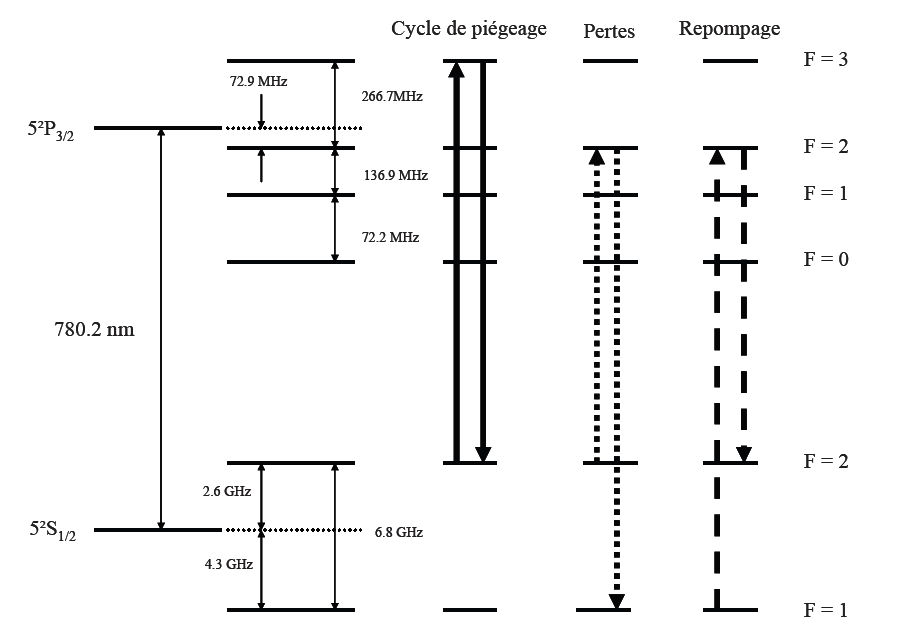 Cycle de piégeage
Pertes
Repompage
F = 3
72.9 MHz
266.7MHz
5²P3/2
F = 2
136.9 MHz
F = 1
72.2 MHz
F = 0
780.2 nm
F = 2
2.6 GHz
5²S1/2
6.8 GHz
4.3 GHz
F = 1